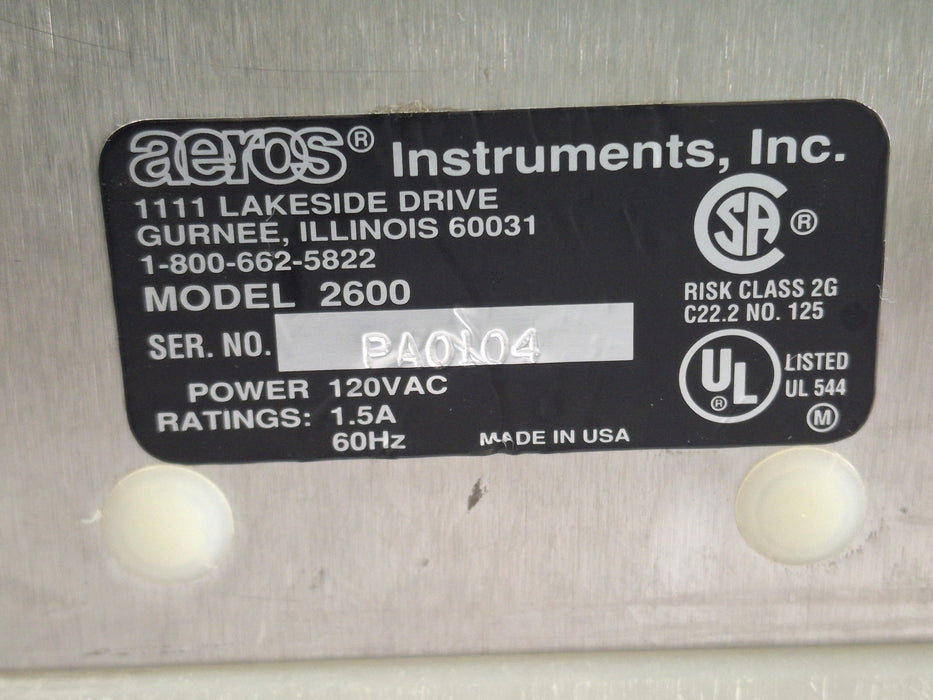 aeros® Instruments, Inc.
1111 LAKESIDE DRIVE
GURNEE, ILLINOIS 60031
1-800-662-5822
MODEL 2600
SER. NO. PA0104
POWER 120VAC
RATINGS: 1.5A
60Hz
MADE IN USA
SA ®
RISK CLASS 2G
C22.2 NO. 125
UL ®
LISTED
UL 544
M